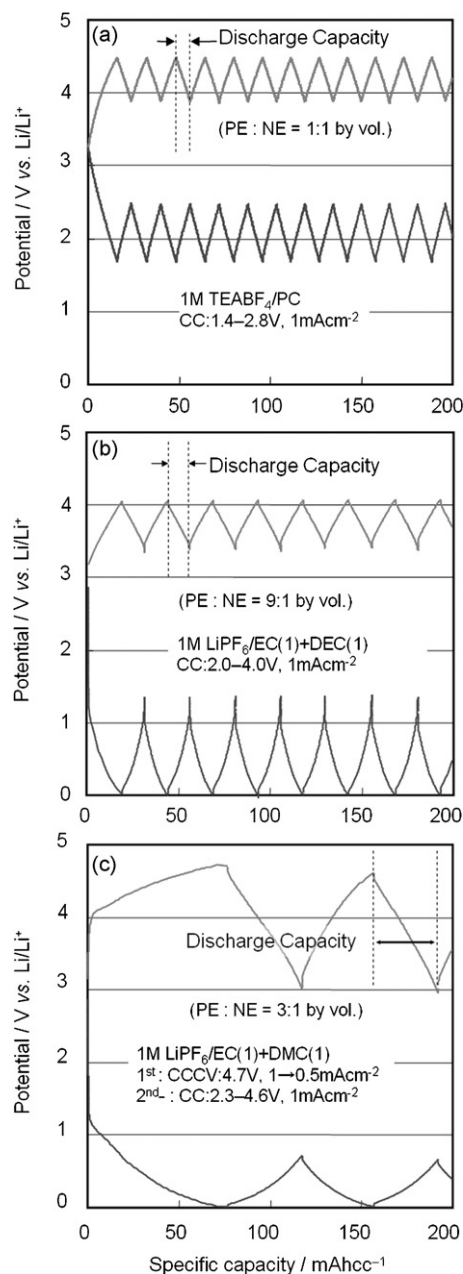 (a)
5
Discharge Capacity
4
(PE : NE = 1:1 by vol.)
3
Potential / V vs. Li/Li⁺
2
1M TEABF₄/PC
CC:1.4–2.8V, 1mAcm⁻²
1
0
0 50 100 150 200
(b)
5
Discharge Capacity
4
3
(PE : NE = 9:1 by vol.)
Potential / V vs. Li/Li⁺
2
1M LiPF₆/EC(1)+DEC(1)
CC:2.0–4.0V, 1mAcm⁻²
1
0
0 50 100 150 200
(c)
5
4
Discharge Capacity
3
(PE : NE = 3:1 by vol.)
Potential / V vs. Li/Li⁺
2
1M LiPF₆/EC(1)+DMC(1)
1ˢᵗ : CCCV:4.7V, 1→0.5mAcm⁻²
2ⁿᵈ- : CC:2.3–4.6V, 1mAcm⁻²
1
0
0 50 100 150 200
Specific capacity / mAhcc⁻¹